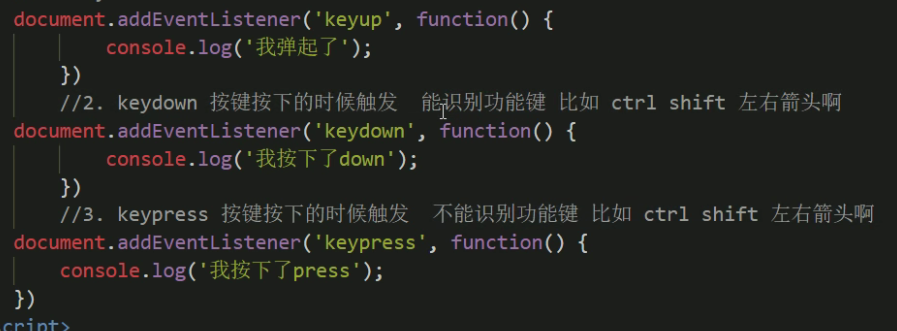 document.addEventListener('keyup', function() {
console.log('我弹起了');
})
//2. keydown 按键按下的时候触发 能识别功能键 比如 ctrl shift 左右箭头啊
document.addEventListener('keydown', function() {
console.log('我按下了down');
})
//3. keypress 按键按下的时候触发 不能识别功能键 比如 ctrl shift 左右箭头啊
document.addEventListener('keypress', function() {
console.log('我按下了press');
})
cript>